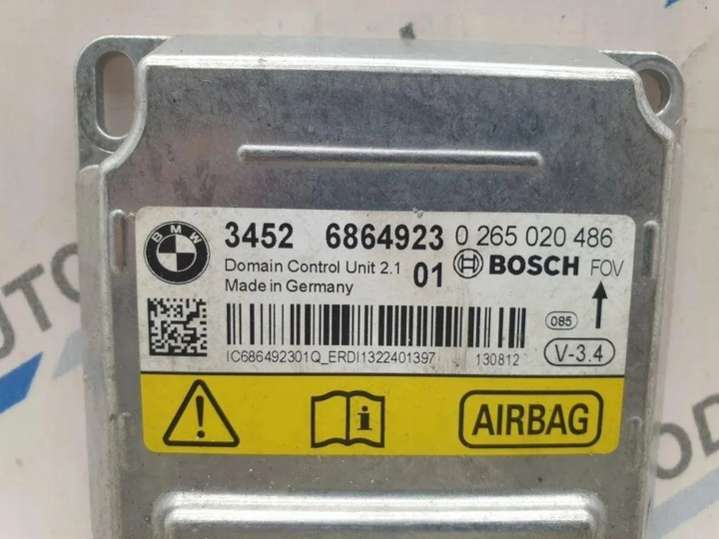 BMW
3452 6864923 0 265 020 486
Domain Control Unit 2.1 01 BOSCH FOV
Made in Germany
085
IC686492301Q_ERDI1322401397 130812 V-3.4
i AIRBAG